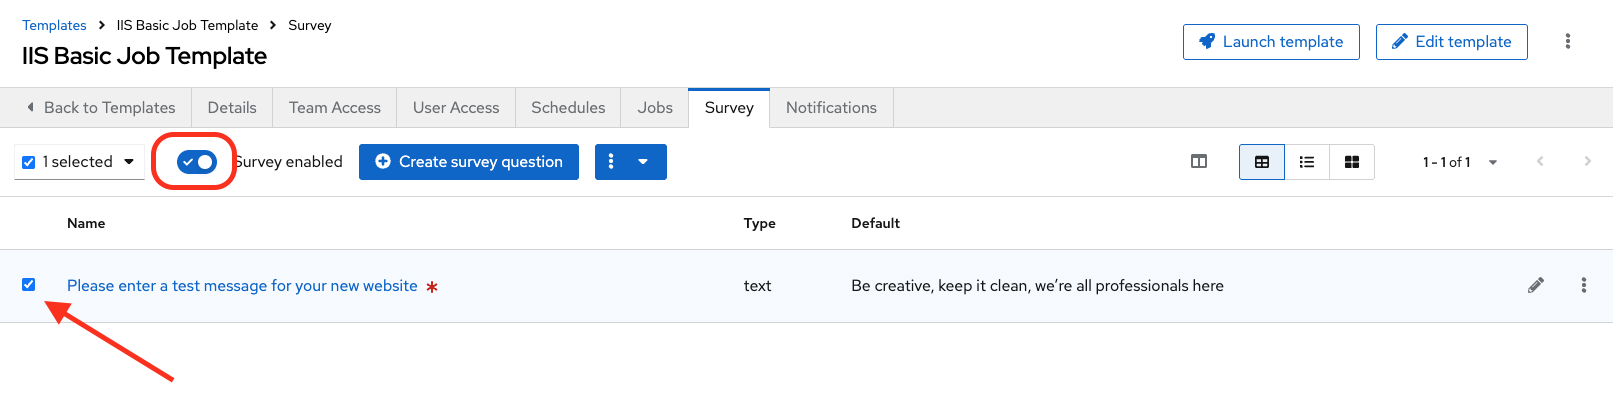 Templates > IIS Basic Job Template > Survey
IIS Basic Job Template
Launch template
Edit template
Back to Templates
Details
Team Access
User Access
Schedules
Jobs
Survey
Notifications
1 selected
Survey enabled
Create survey question
1 - 1 of 1
Name
Type
Default
Please enter a test message for your new website *
text
Be creative, keep it clean, we're all professionals here